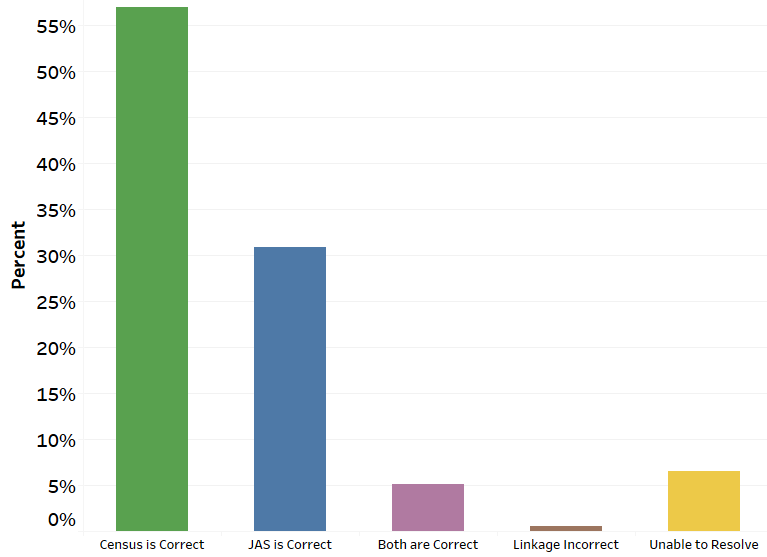 55%
50%
45%
40%
35%
30%
25%
20%
15%
10%
5%
0%
Percent
Census is Correct
JAS is Correct
Both are Correct
Linkage Incorrect
Unable to Resolve